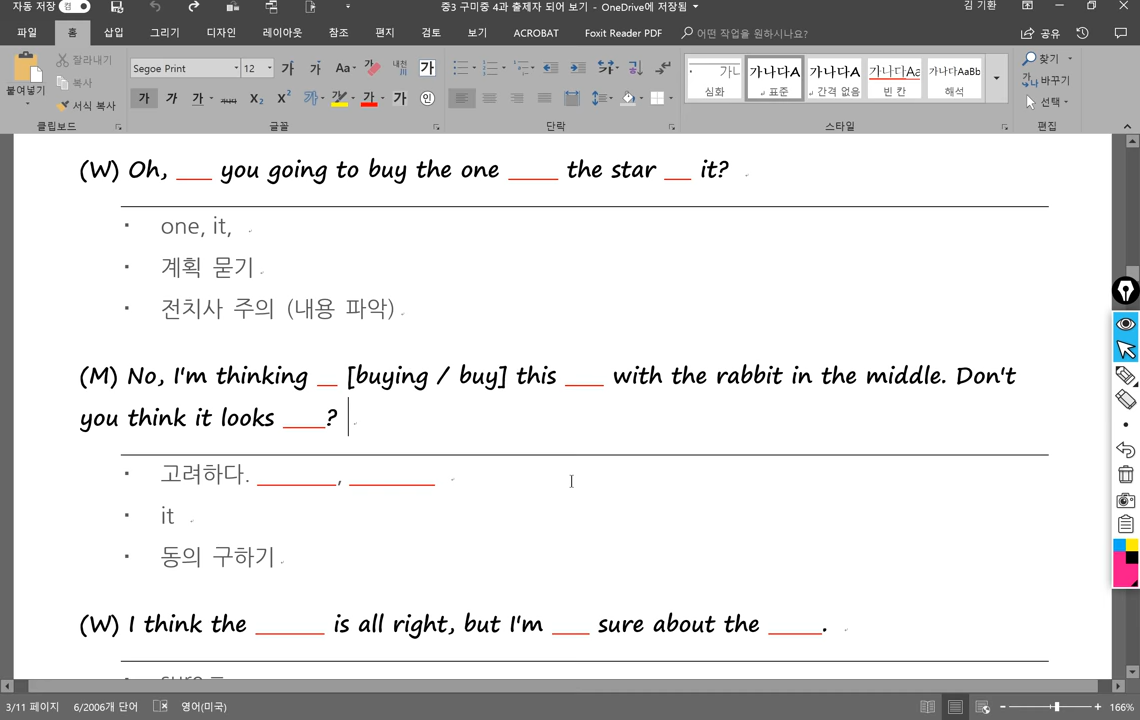 자동 저장 켬 중3 구미중 4과 출제자 되어 보기 - OneDrive에 저장됨 김 기환
파일 홈 삽입 그리기 디자인 레이아웃 참조 편지 검토 보기 ACROBAT Foxit Reader PDF 어떤 작업을 원하시나요? 공유
붙여넣기 잘라내기 복사 서식 복사
Segoe Print 12
가나다A 표준 가나다A 간격 없음 가나다Aa 빈 칸 가나다AaBb 해석 심화
찾기 바꾸기 선택
클립보드 글꼴 단락 스타일 편집
(W) Oh, ___ you going to buy the one ____ the star __ it?
one, it,
계획 묻기
전치사 주의 (내용 파악)
(M) No, I'm thinking __ [buying / buy] this ___ with the rabbit in the middle. Don't
you think it looks ____?
고려하다. _______, _______
it
동의 구하기
(W) I think the ______ is all right, but I'm ___ sure about the _____.
3/11 페이지 6/2006개 단어 영어(미국) 166%